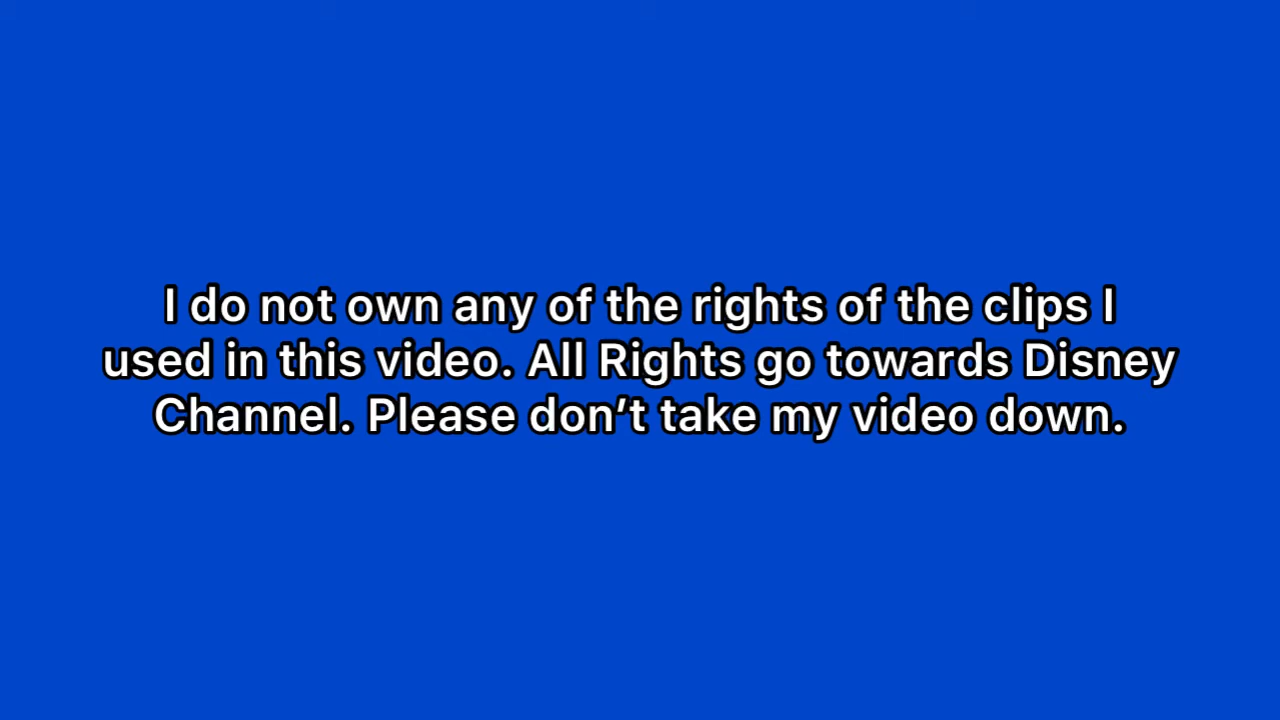 I do not own any of the rights of the clips I
used in this video. All Rights go towards Disney
Channel. Please don’t take my video down.